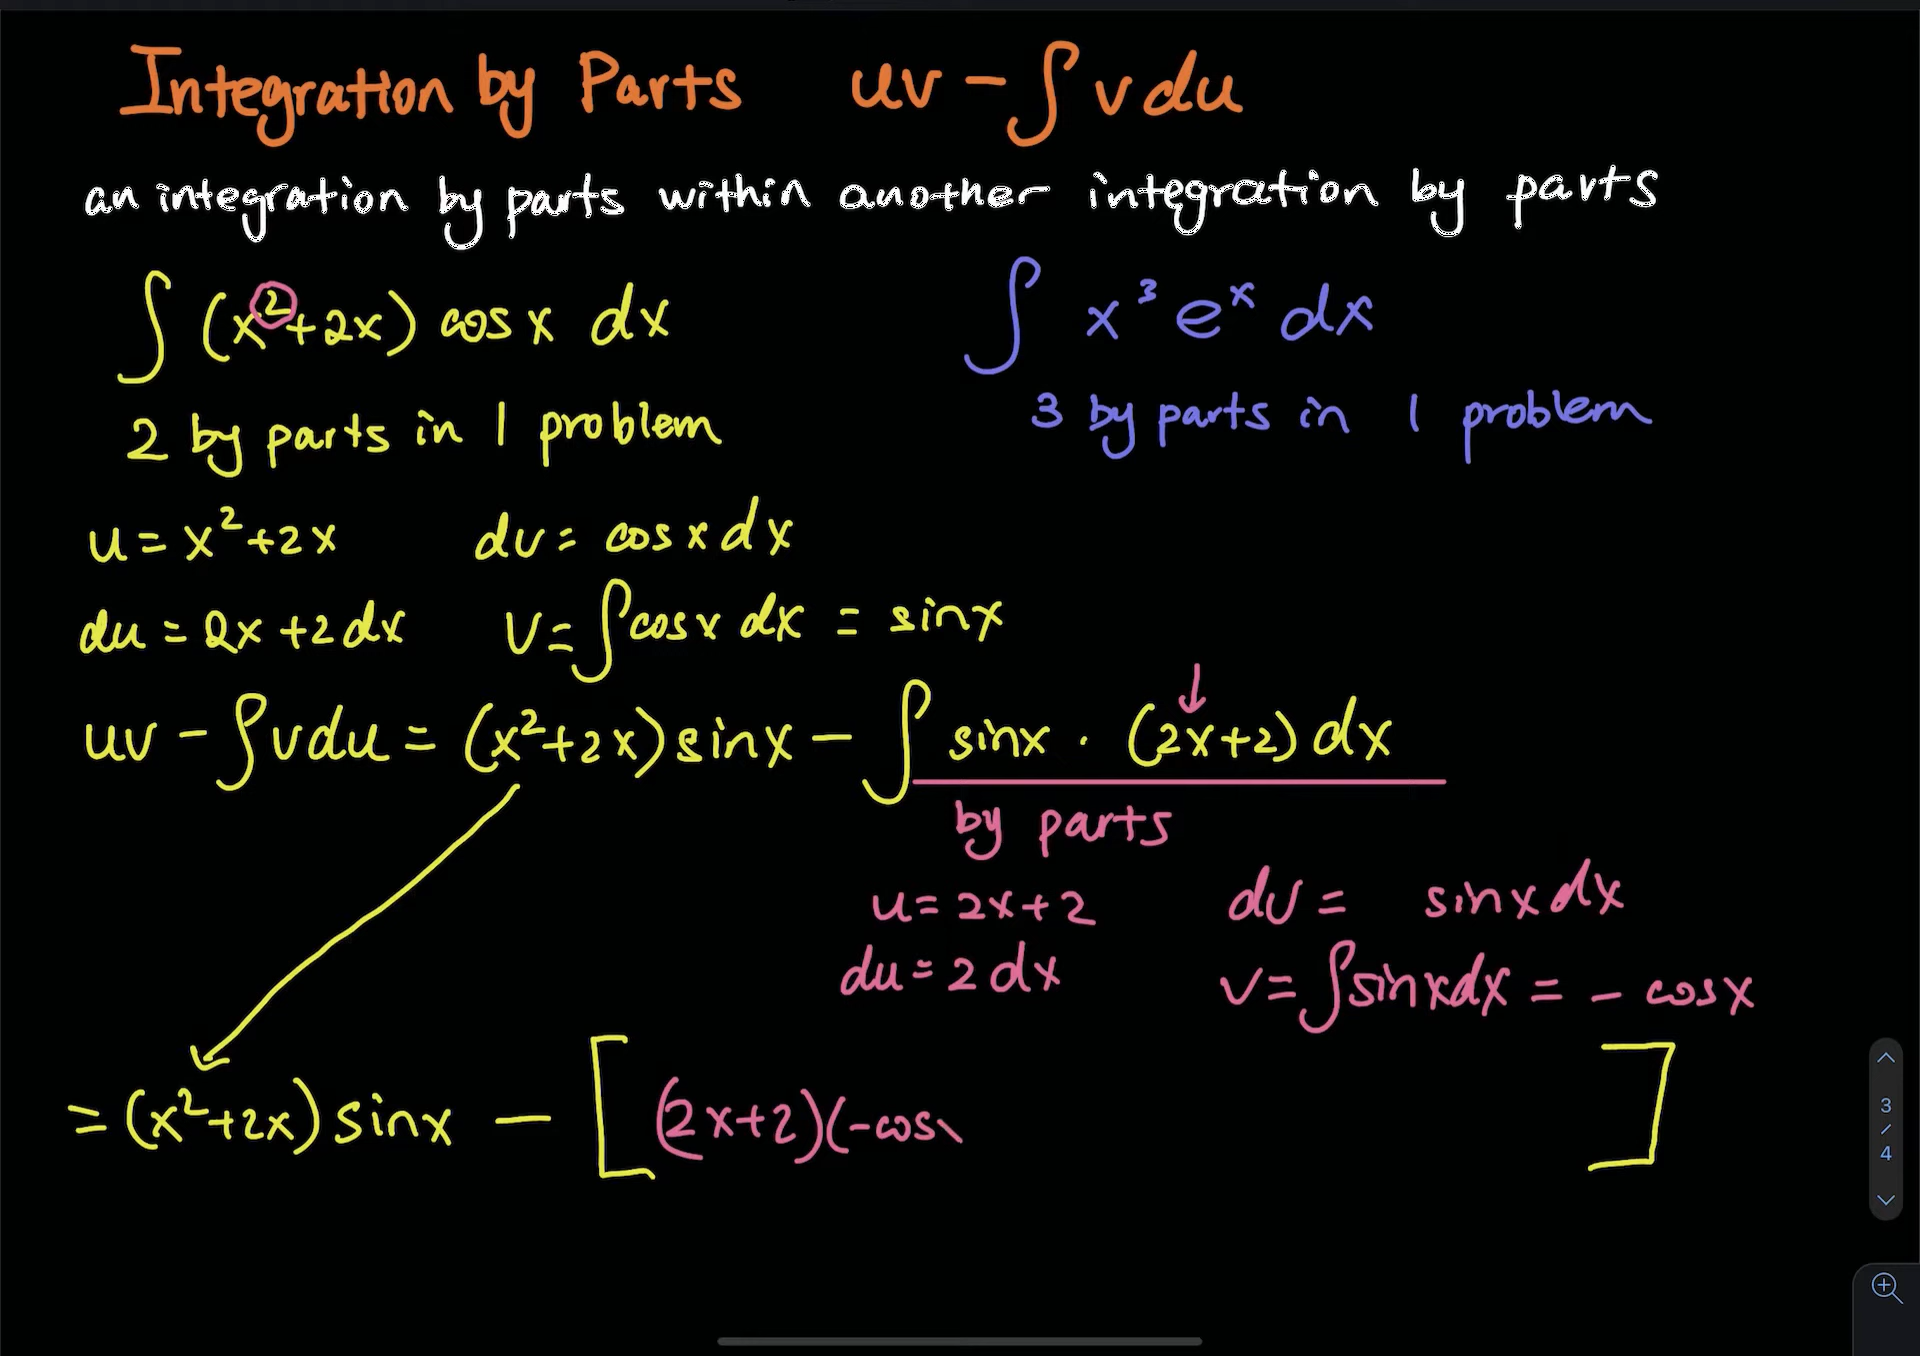 Integration by Parts uv - ∫ v du
an integration by parts within another integration by parts
∫ (x²+2x) cos x dx
2 by parts in 1 problem
∫ x³ eˣ dx
3 by parts in 1 problem
u = x²+2x dv = cos x dx
du = 2x +2 dx v = ∫ cos x dx = sin x
uv - ∫ v du = (x²+2x) sin x - ∫ sin x · (2x+2) dx
by parts
u = 2x+2 dv = sin x dx
du = 2 dx v = ∫ sin x dx = - cos x
= (x²+2x) sin x - [ (2x+2)(-cos\ ]
3
/
4